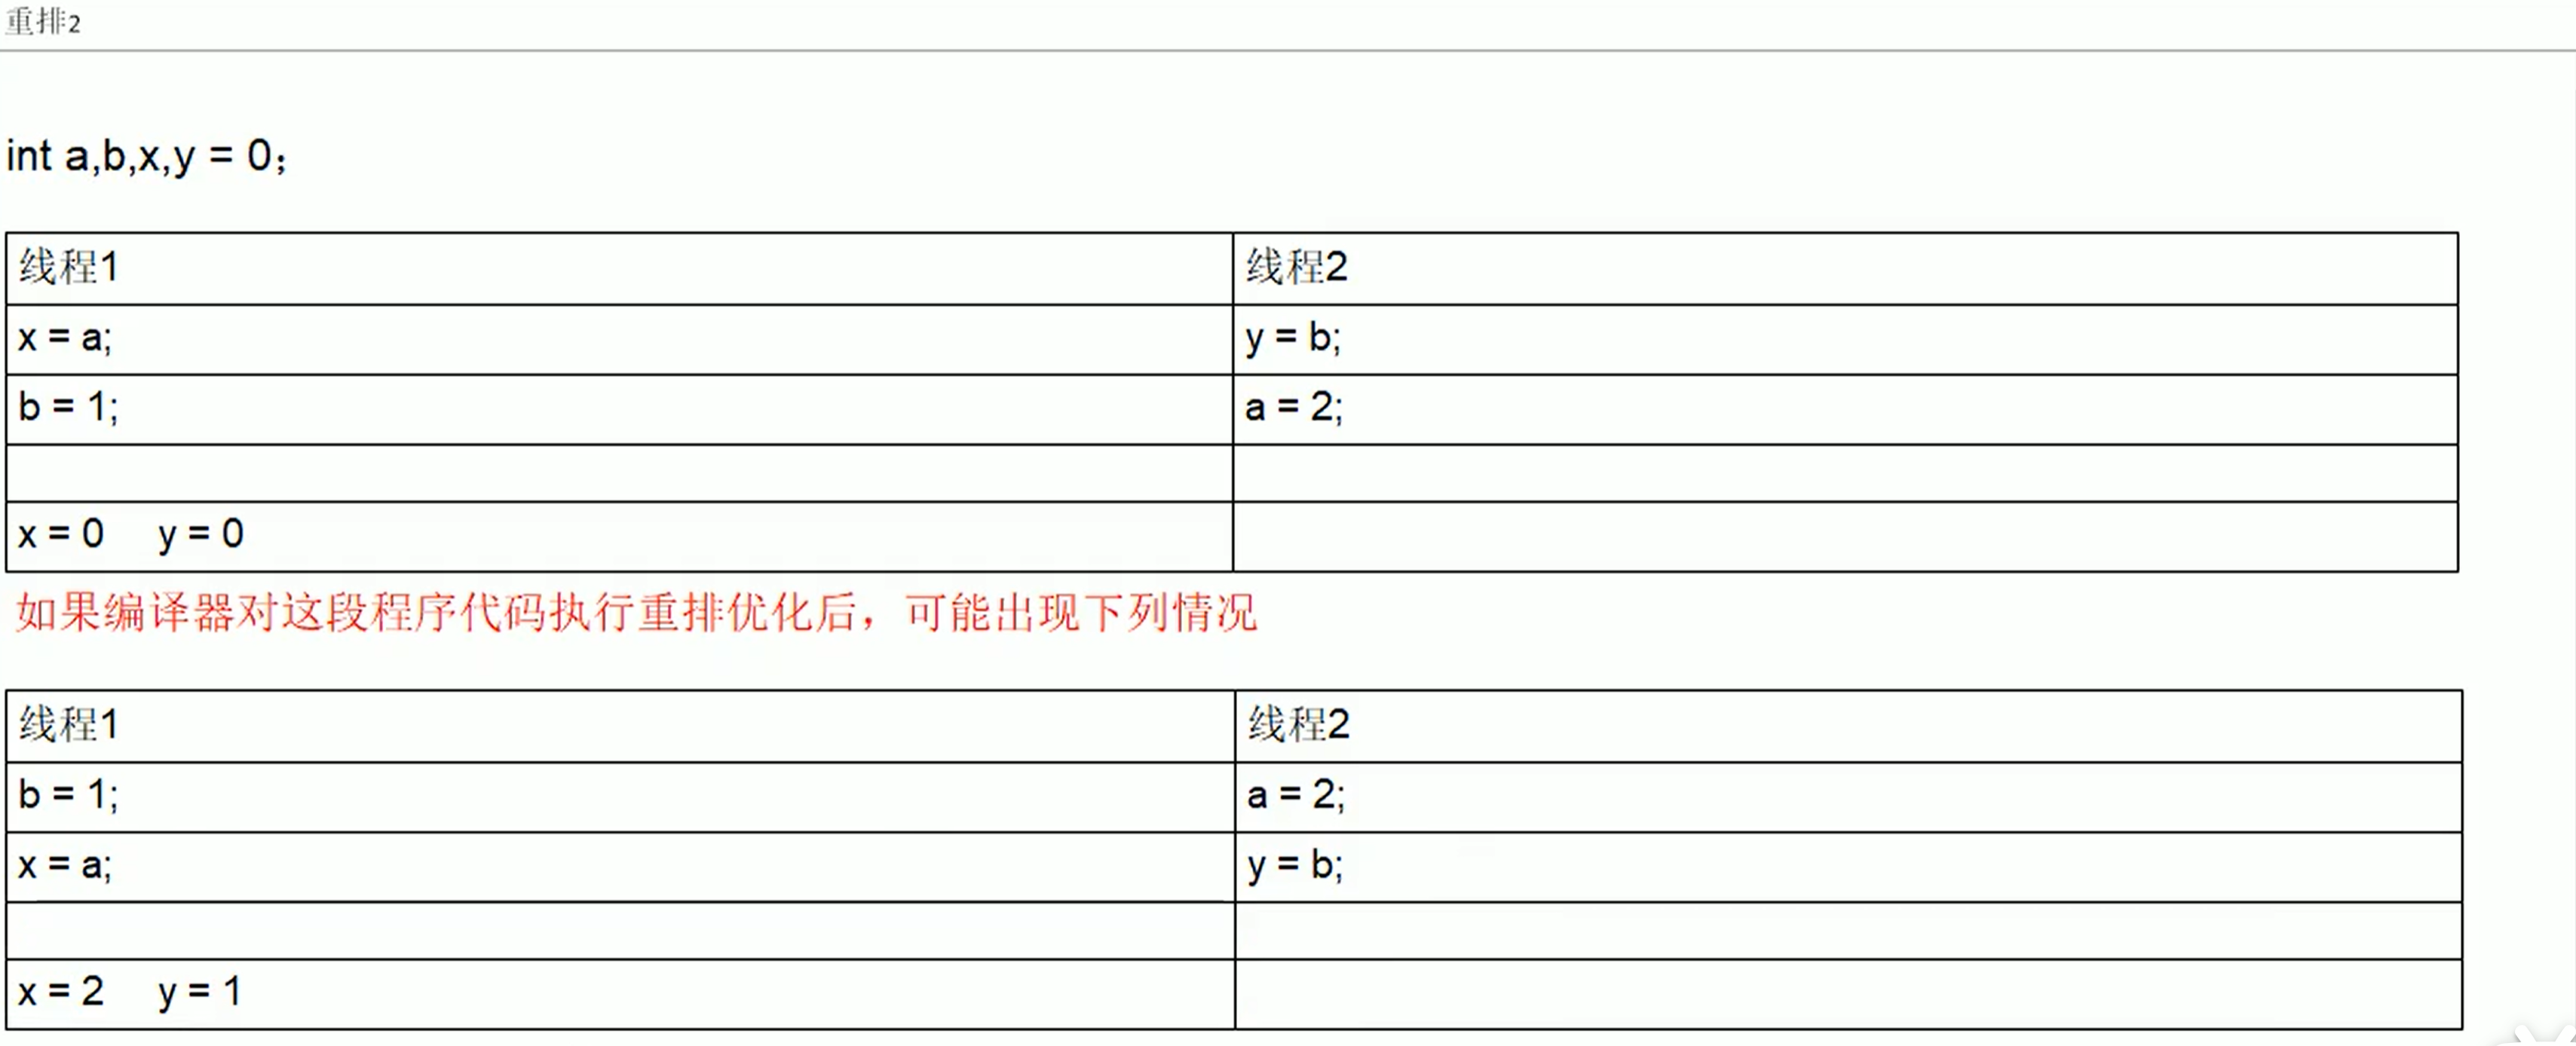 重排2
int a,b,x,y = 0；
线程1 线程2
x = a; y = b;
b = 1; a = 2;
x = 0 y = 0
如果编译器对这段程序代码执行重排优化后，可能出现下列情况
线程1 线程2
b = 1; a = 2;
x = a; y = b;
x = 2 y = 1